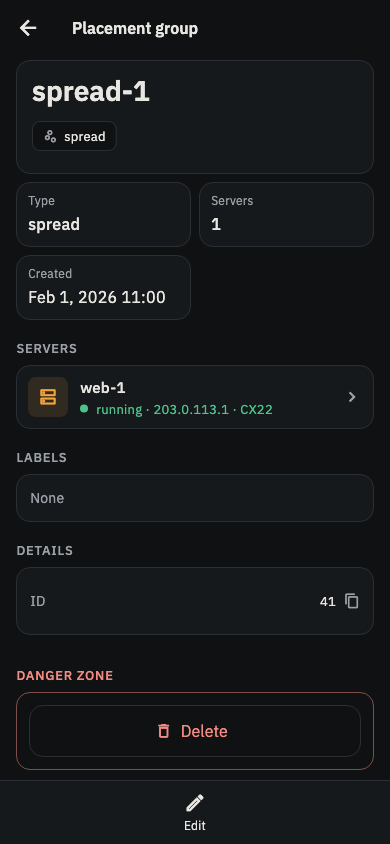 Placement group
spread-1
spread
Type
spread
Servers
1
Created
Feb 1, 2026 11:00
SERVERS
web-1
running · 203.0.113.1 · CX22
LABELS
None
DETAILS
ID
41
DANGER ZONE
Delete
Edit